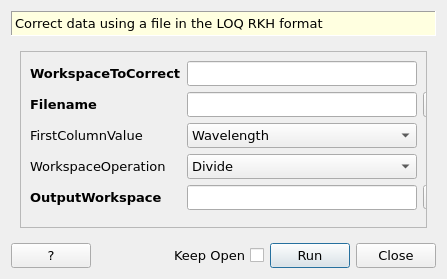 Correct data using a file in the LOQ RKH format
WorkspaceToCorrect
Filename
FirstColumnValue Wavelength
WorkspaceOperation Divide
OutputWorkspace
? Keep Open Run Close